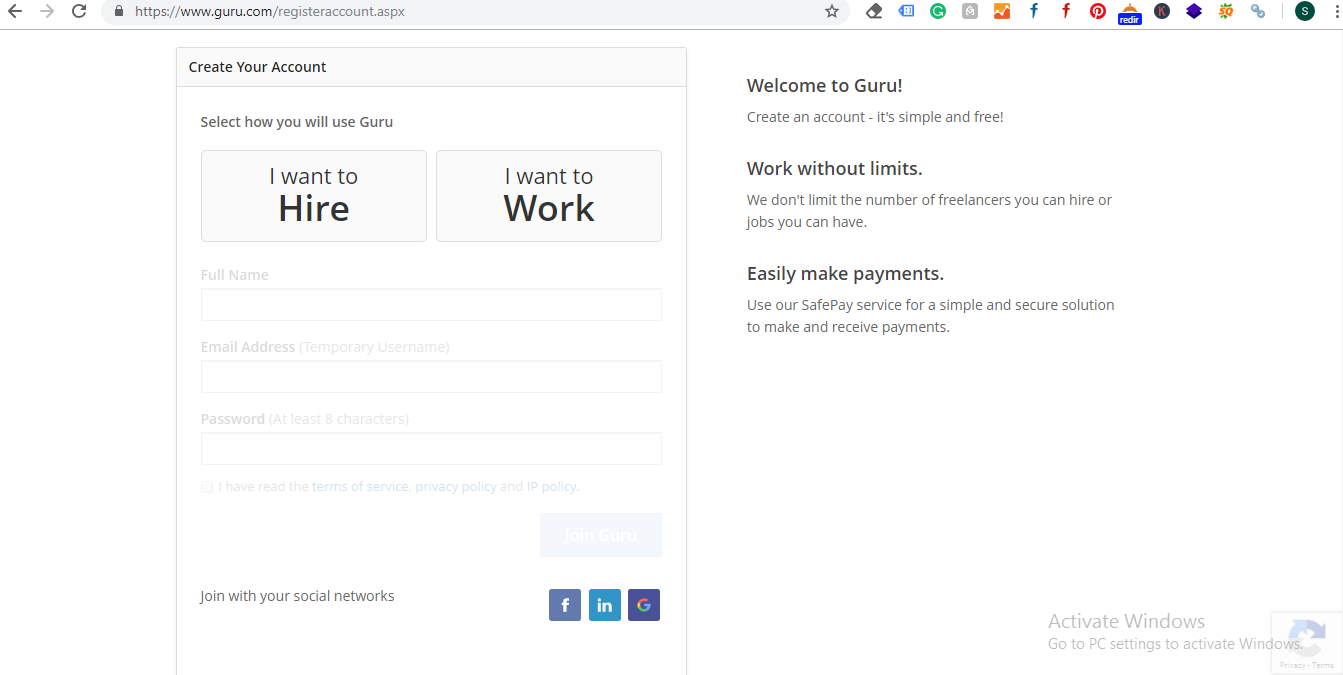 https://www.guru.com/registeraccount.aspx
redir
S
Create Your Account
Select how you will use Guru
I want to
Hire
I want to
Work
Full Name
Email Address (Temporary Username)
Password (At least 8 characters)
I have read the terms of service, privacy policy and IP policy.
Join Guru
Join with your social networks
f
in
G
Welcome to Guru!
Create an account - it's simple and free!
Work without limits.
We don't limit the number of freelancers you can hire or
jobs you can have.
Easily make payments.
Use our SafePay service for a simple and secure solution
to make and receive payments.
Activate Windows
Go to PC settings to activate Windows.
Privacy - Terms